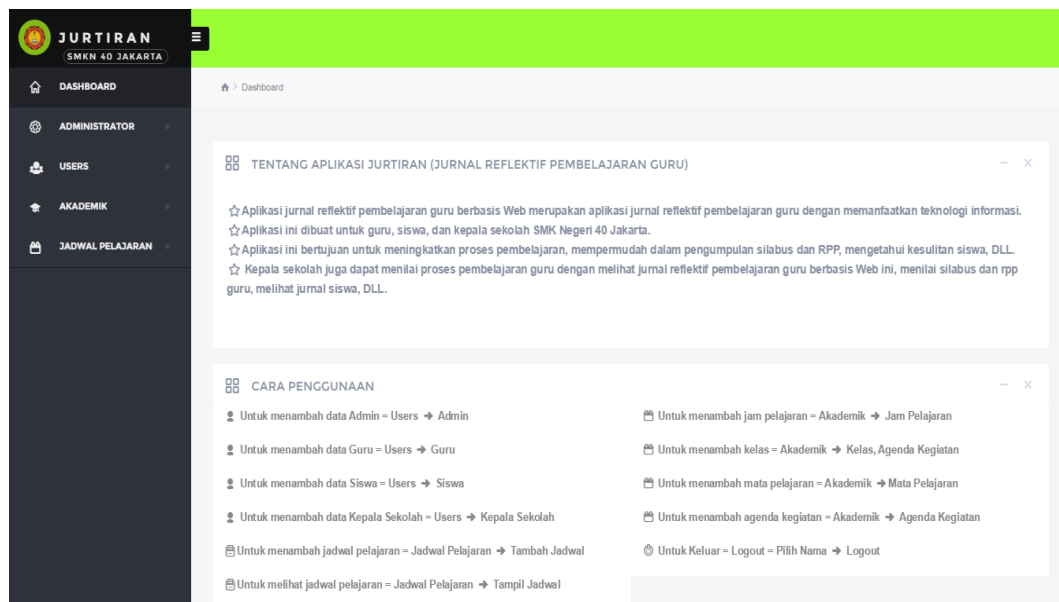 JURTIRAN
SMKN 40 JAKARTA
DASHBOARD
ADMINISTRATOR
USERS
AKADEMIK
JADWAL PELAJARAN
Dashboard
TENTANG APLIKASI JURTIRAN (JURNAL REFLEKTIF PEMBELAJARAN GURU)
Aplikasi jurnal reflektif pembelajaran guru berbasis Web merupakan aplikasi jurnal reflektif pembelajaran guru dengan memanfaatkan teknologi informasi.
Aplikasi ini dibuat untuk guru, siswa, dan kepala sekolah SMK Negeri 40 Jakarta.
Aplikasi ini bertujuan untuk meningkatkan proses pembelajaran, mempermudah dalam pengumpulan silabus dan RPP, mengetahui kesulitan siswa, DLL.
Kepala sekolah juga dapat menilai proses pembelajaran guru dengan melihat jurnal reflektif pembelajaran guru berbasis Web ini, menilai silabus dan rpp
guru, melihat jurnal siswa, DLL.
CARA PENGGUNAAN
Untuk menambah data Admin = Users → Admin
Untuk menambah data Guru = Users → Guru
Untuk menambah data Siswa = Users → Siswa
Untuk menambah data Kepala Sekolah = Users → Kepala Sekolah
Untuk menambah jadwal pelajaran = Jadwal Pelajaran → Tambah Jadwal
Untuk melihat jadwal pelajaran = Jadwal Pelajaran → Tampil Jadwal
Untuk menambah jam pelajaran = Akademik → Jam Pelajaran
Untuk menambah kelas = Akademik → Kelas, Agenda Kegiatan
Untuk menambah mata pelajaran = Akademik → Mata Pelajaran
Untuk menambah agenda kegiatan = Akademik → Agenda Kegiatan
Untuk Keluar = Logout = Pilih Nama → Logout